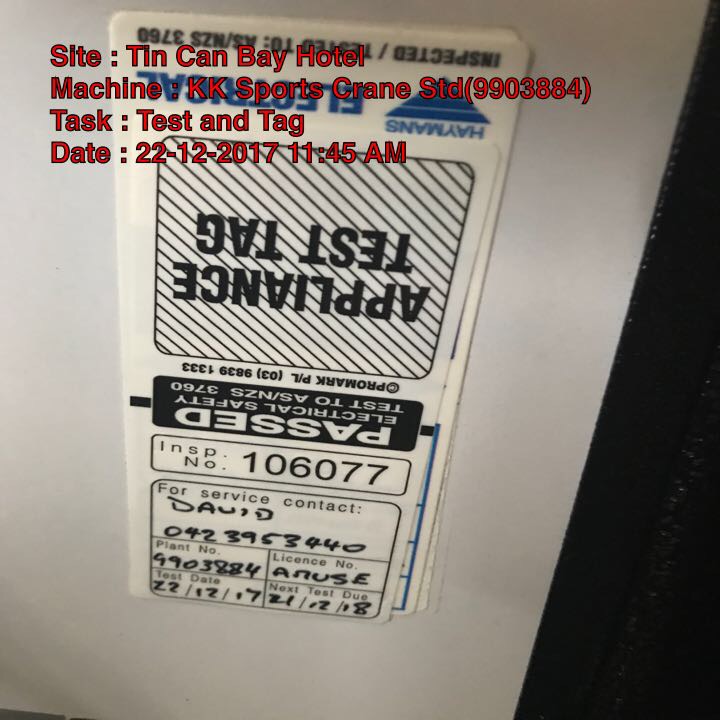 Site : Tin Can Bay Hotel
Machine : KK Sports Crane Std(9903884)
Task : Test and Tag
Date : 22-12-2017 11:45 AM
INSPECTED / TESTED TO: AS/NZS 3760
HAYMANS
ELECTRICAL
APPLIANCE
TEST TAG
©PROMARK P/L (03) 9839 1333
PASSED
ELECTRICAL SAFETY
TEST TO AS/NZS 3760
Insp. No. 106077
For service contact:
DAVID
0423953440
Plant No.
9903884
Licence No.
AMUSE
Test Date
22/12/17
Next Test Due
21/12/18